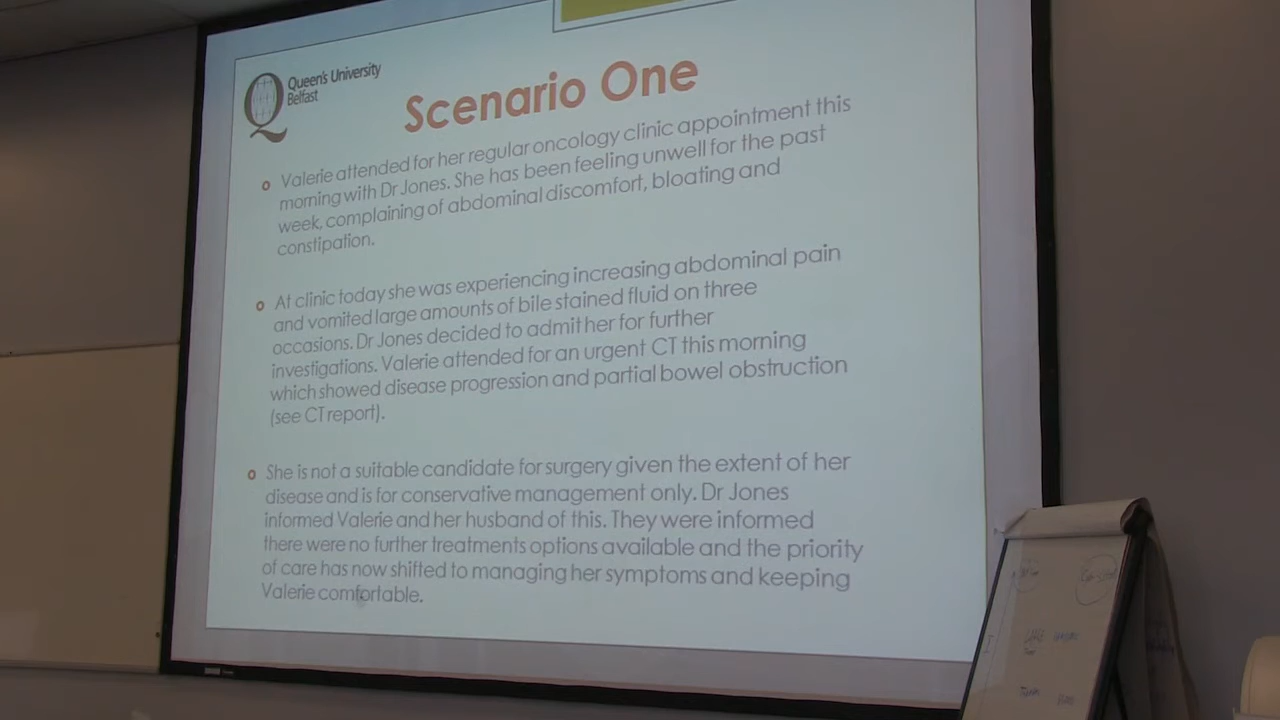 Queen's University
Belfast
Scenario One
Valerie attended for her regular oncology clinic appointment this
morning with Dr Jones. She has been feeling unwell for the past
week, complaining of abdominal discomfort, bloating and
constipation.
At clinic today she was experiencing increasing abdominal pain
and vomited large amounts of bile stained fluid on three
occasions. Dr Jones decided to admit her for further
investigations. Valerie attended for an urgent CT this morning
which showed disease progression and partial bowel obstruction
(see CT report).
She is not a suitable candidate for surgery given the extent of her
disease and is for conservative management only. Dr Jones
informed Valerie and her husband of this. They were informed
there were no further treatments options available and the priority
of care has now shifted to managing her symptoms and keeping
Valerie comfortable.